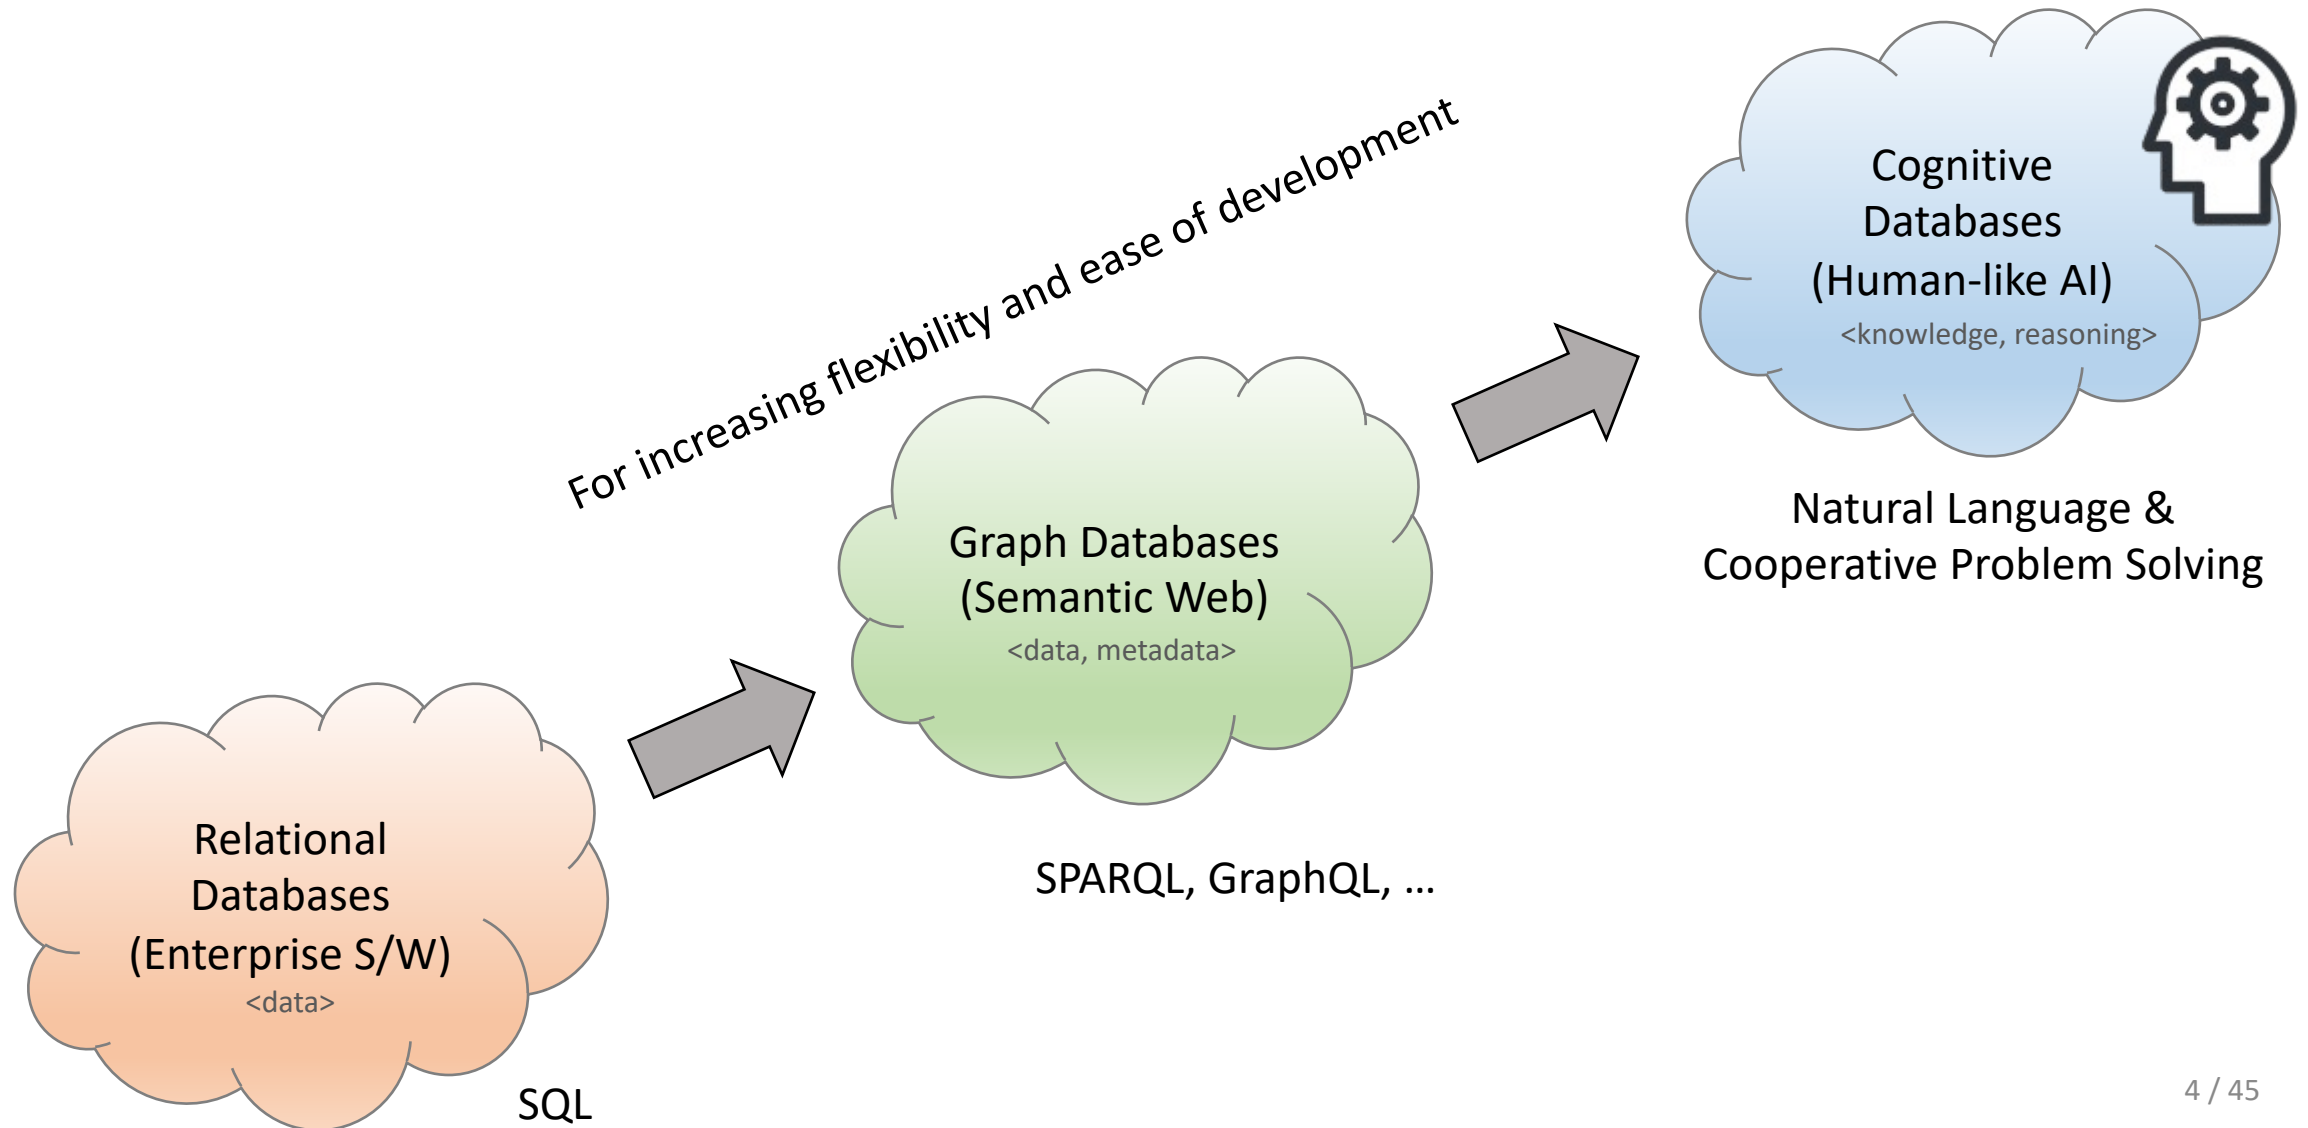 For increasing flexibility and ease of development
Cognitive
Databases
(Human-like AI)
<knowledge, reasoning>
Natural Language &
Cooperative Problem Solving
Graph Databases
(Semantic Web)
<data, metadata>
SPARQL, GraphQL, ...
Relational
Databases
(Enterprise S/W)
<data>
SQL
4 / 45